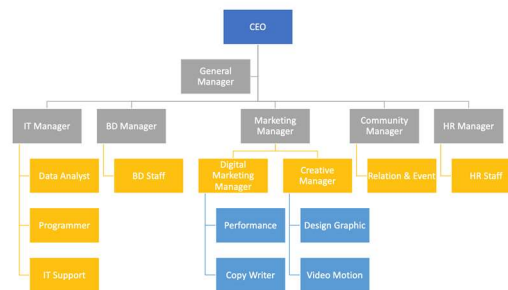 CEO
General
Manager
IT Manager
BD Manager
Marketing
Manager
Community
Manager
HR Manager
Data Analyst
BD Staff
Digital
Marketing
Manager
Creative
Manager
Relation & Event
HR Staff
Programmer
Performance
Design Graphic
IT Support
Copy Writer
Video Motion